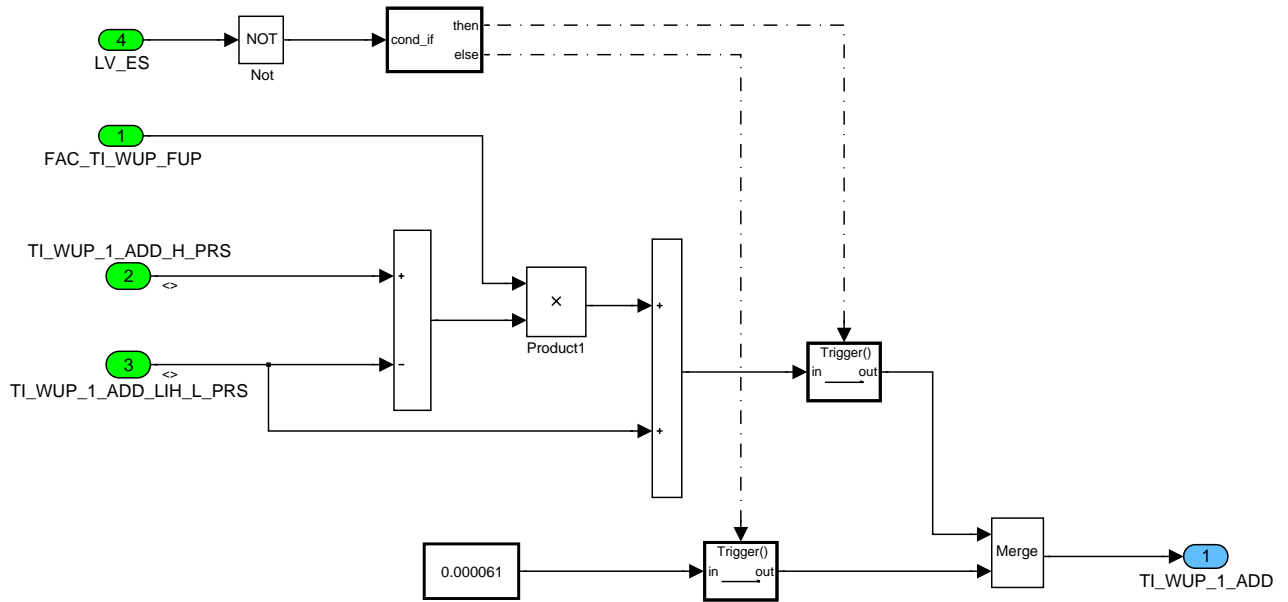 4
LV_ES
NOT
Not
cond_if
then
else
1
FAC_TI_WUP_FUP
TI_WUP_1_ADD_H_PRS
2
<>
+
3
<>
TI_WUP_1_ADD_LIH_L_PRS
−
×
Product1
+
+
Trigger()
in
out
0.000061
Trigger()
in
out
Merge
1
TI_WUP_1_ADD